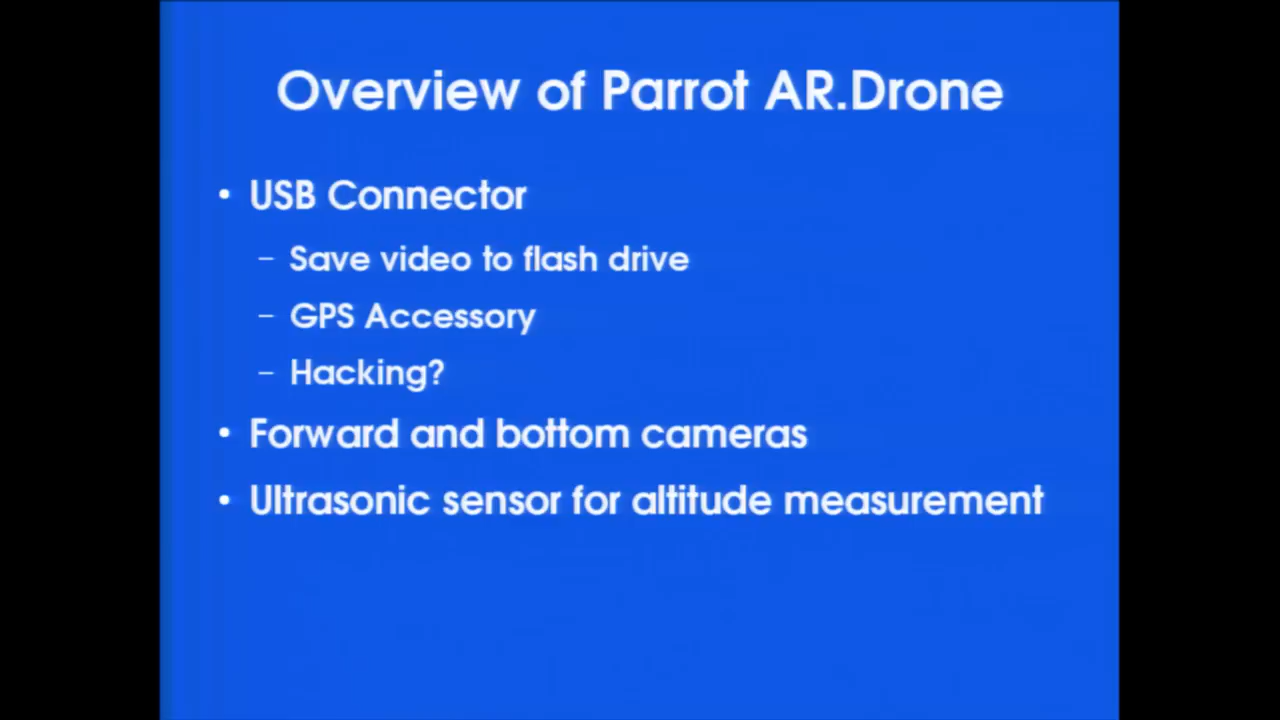 Overview of Parrot AR.Drone
• USB Connector
– Save video to flash drive
– GPS Accessory
– Hacking?
• Forward and bottom cameras
• Ultrasonic sensor for altitude measurement